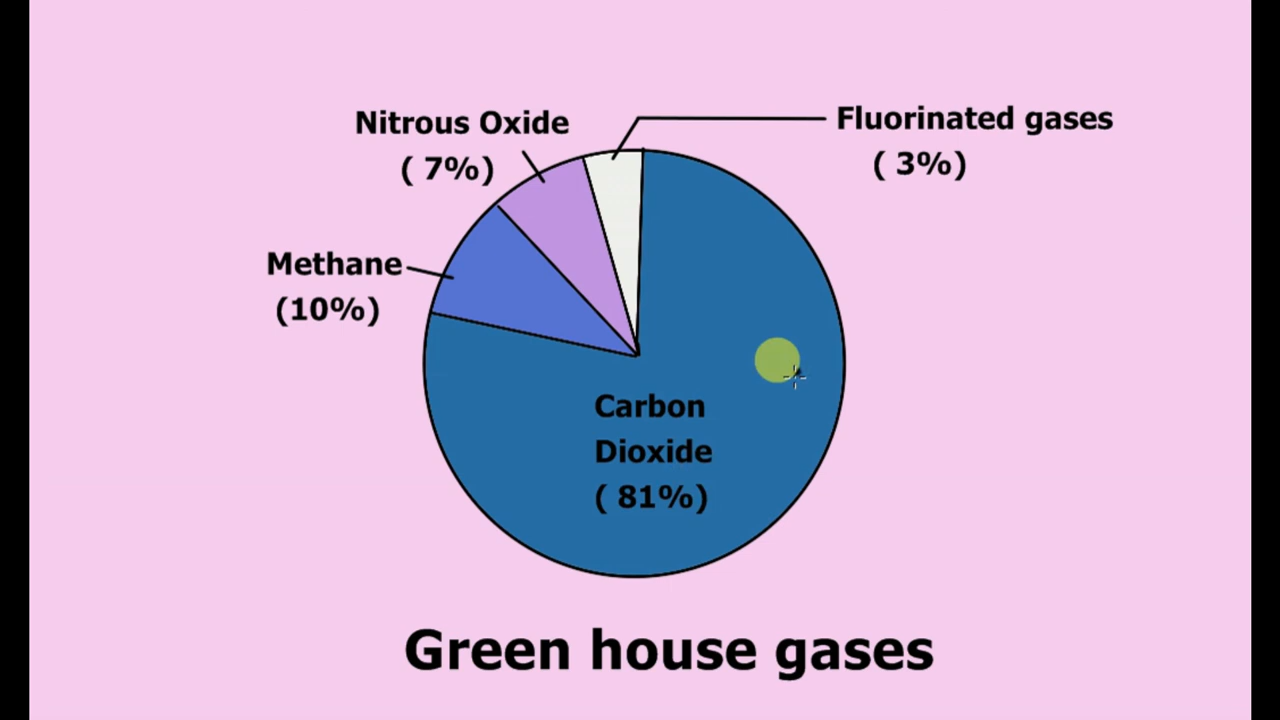 Nitrous Oxide
( 7%)
Fluorinated gases
( 3%)
Methane
(10%)
Carbon
Dioxide
( 81%)
Green house gases